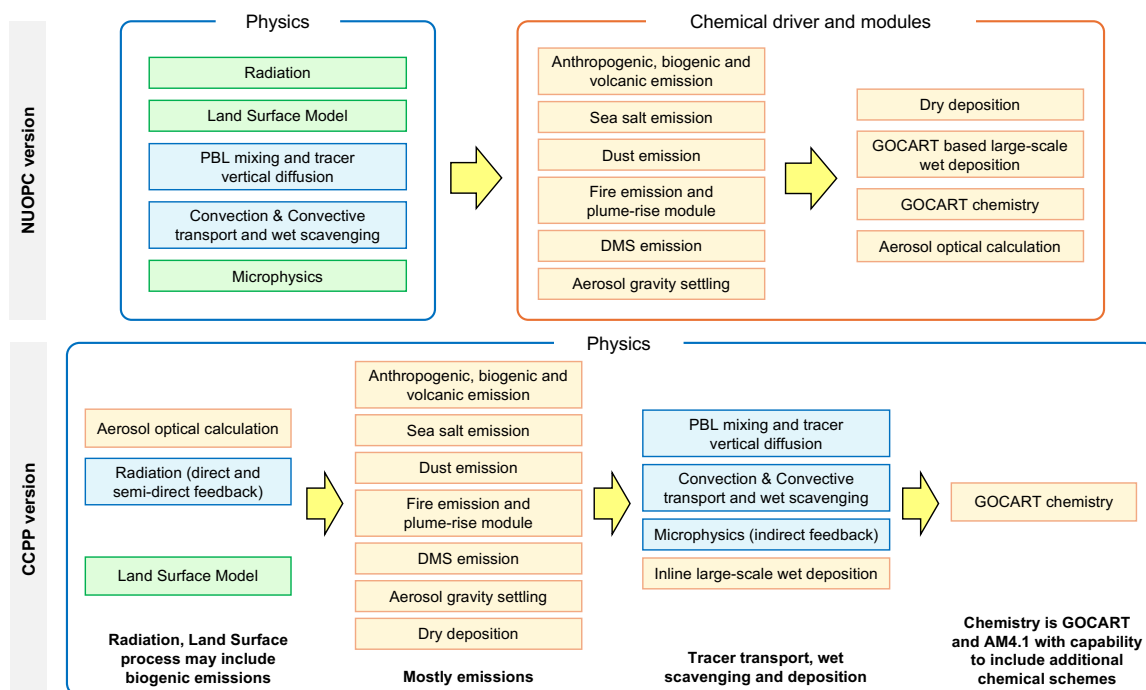 NUOPC version
Physics
Radiation
Land Surface Model
PBL mixing and tracer
vertical diffusion
Convection & Convective
transport and wet scavenging
Microphysics
Chemical driver and modules
Anthropogenic, biogenic and
volcanic emission
Sea salt emission
Dust emission
Fire emission and
plume-rise module
DMS emission
Aerosol gravity settling
Dry deposition
GOCART based large-scale
wet deposition
GOCART chemistry
Aerosol optical calculation
CCPP version
Physics
Aerosol optical calculation
Radiation (direct and
semi-direct feedback)
Land Surface Model
Radiation, Land Surface
process may include
biogenic emissions
Anthropogenic, biogenic and
volcanic emission
Sea salt emission
Dust emission
Fire emission and
plume-rise module
DMS emission
Aerosol gravity settling
Dry deposition
Mostly emissions
PBL mixing and tracer
vertical diffusion
Convection & Convective
transport and wet scavenging
Microphysics (indirect feedback)
Inline large-scale wet deposition
Tracer transport, wet
scavenging and deposition
GOCART chemistry
Chemistry is GOCART
and AM4.1 with capability
to include additional
chemical schemes